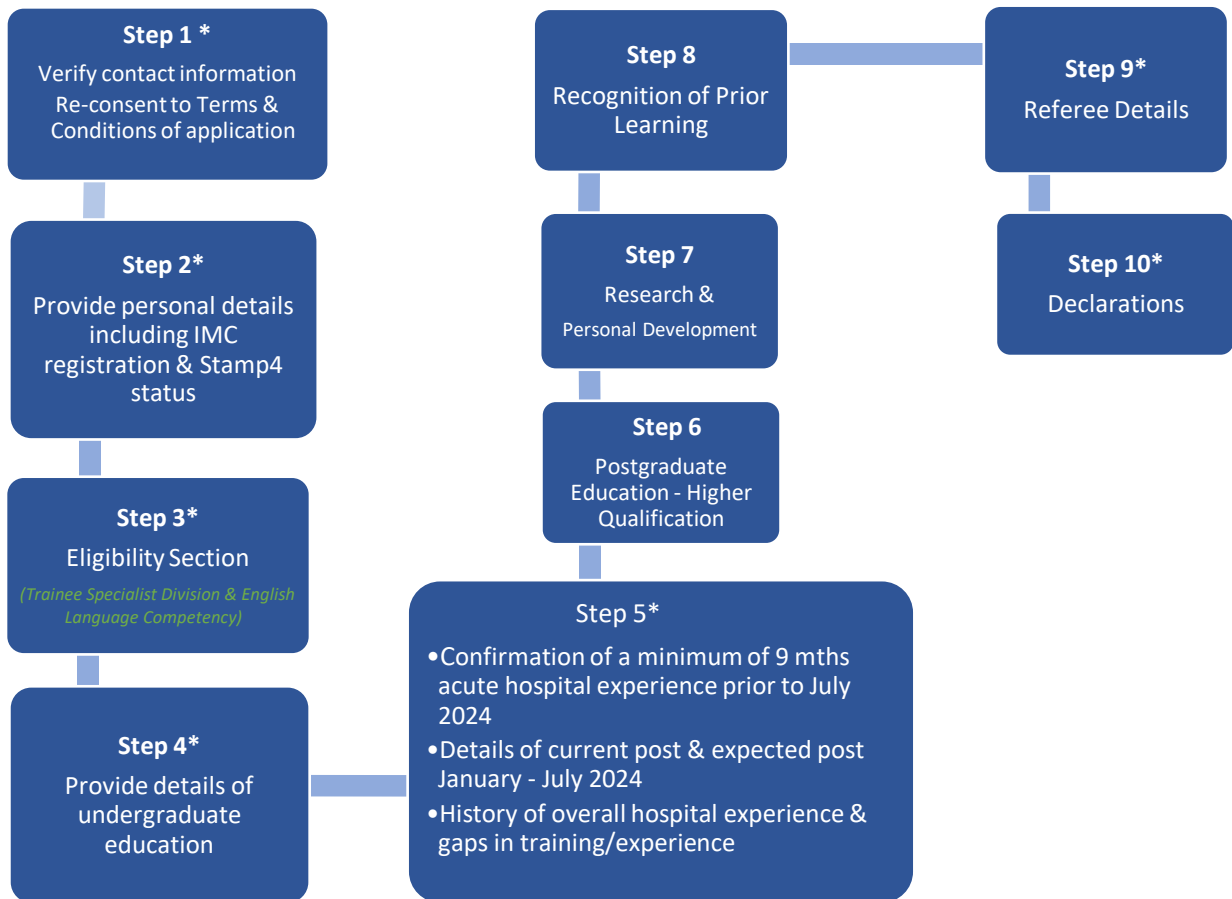 Step 1 *
Verify contact information
Re-consent to Terms &
Conditions of application
Step 2*
Provide personal details
including IMC
registration & Stamp4
status
Step 3*
Eligibility Section
(Trainee Specialist Division & English
Language Competency)
Step 4*
Provide details of
undergraduate
education
Step 5*
•Confirmation of a minimum of 9 mths
acute hospital experience prior to July
2024
•Details of current post & expected post
January - July 2024
•History of overall hospital experience &
gaps in training/experience
Step 6
Postgraduate
Education - Higher
Qualification
Step 7
Research &
Personal Development
Step 8
Recognition of Prior
Learning
Step 9*
Referee Details
Step 10*
Declarations